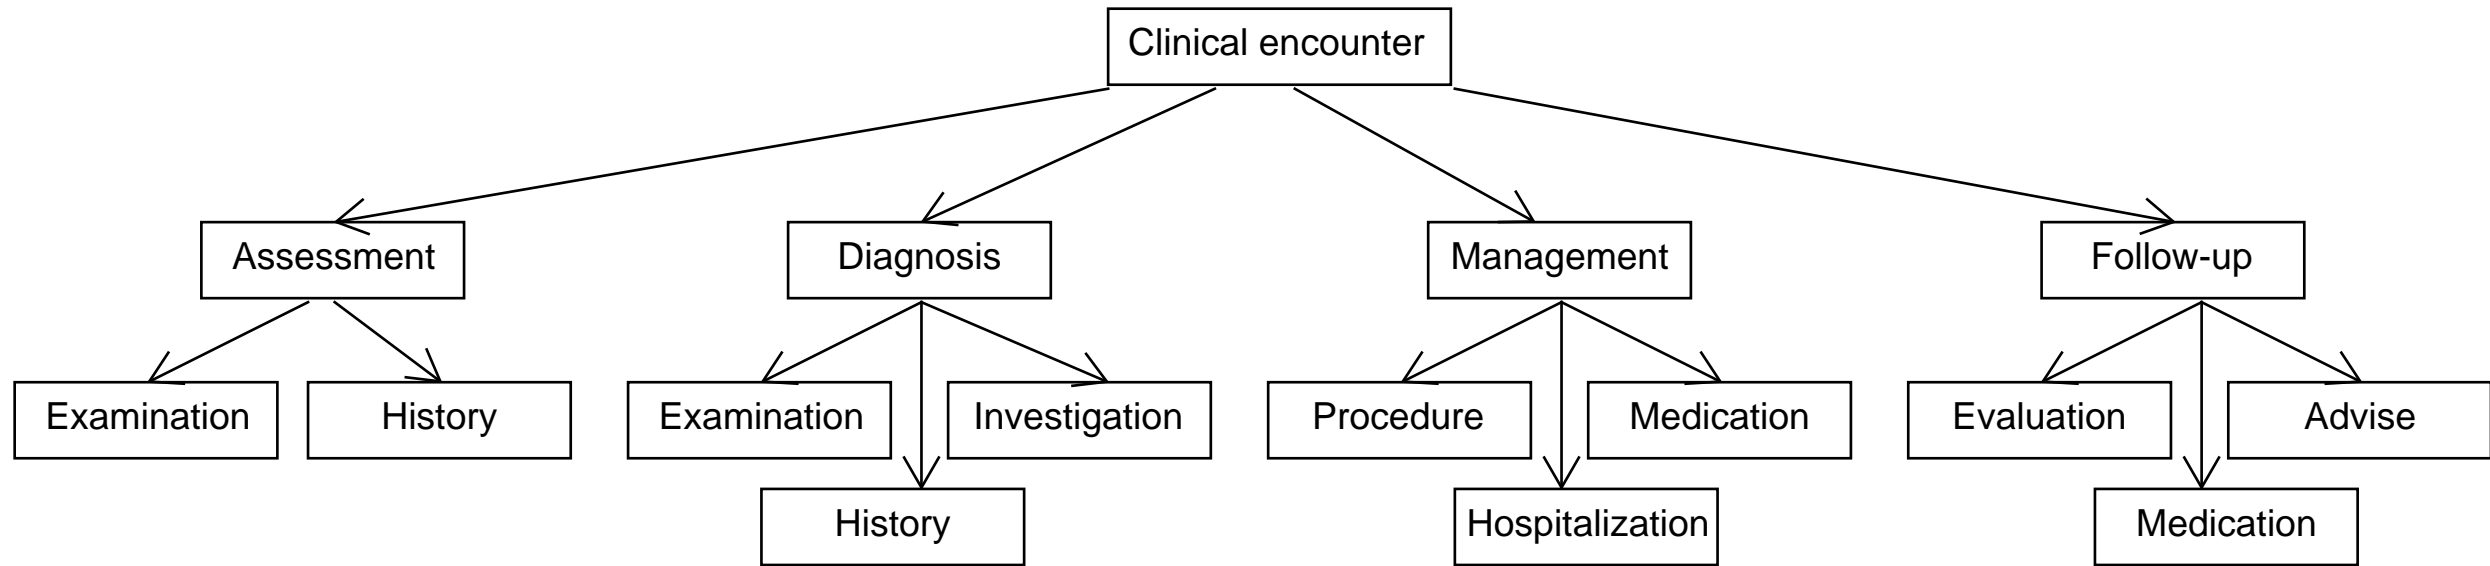 Clinical encounter
Assessment
Diagnosis
Management
Follow-up
Examination
History
Examination
Investigation
Procedure
Medication
Evaluation
Advise
History
Hospitalization
Medication